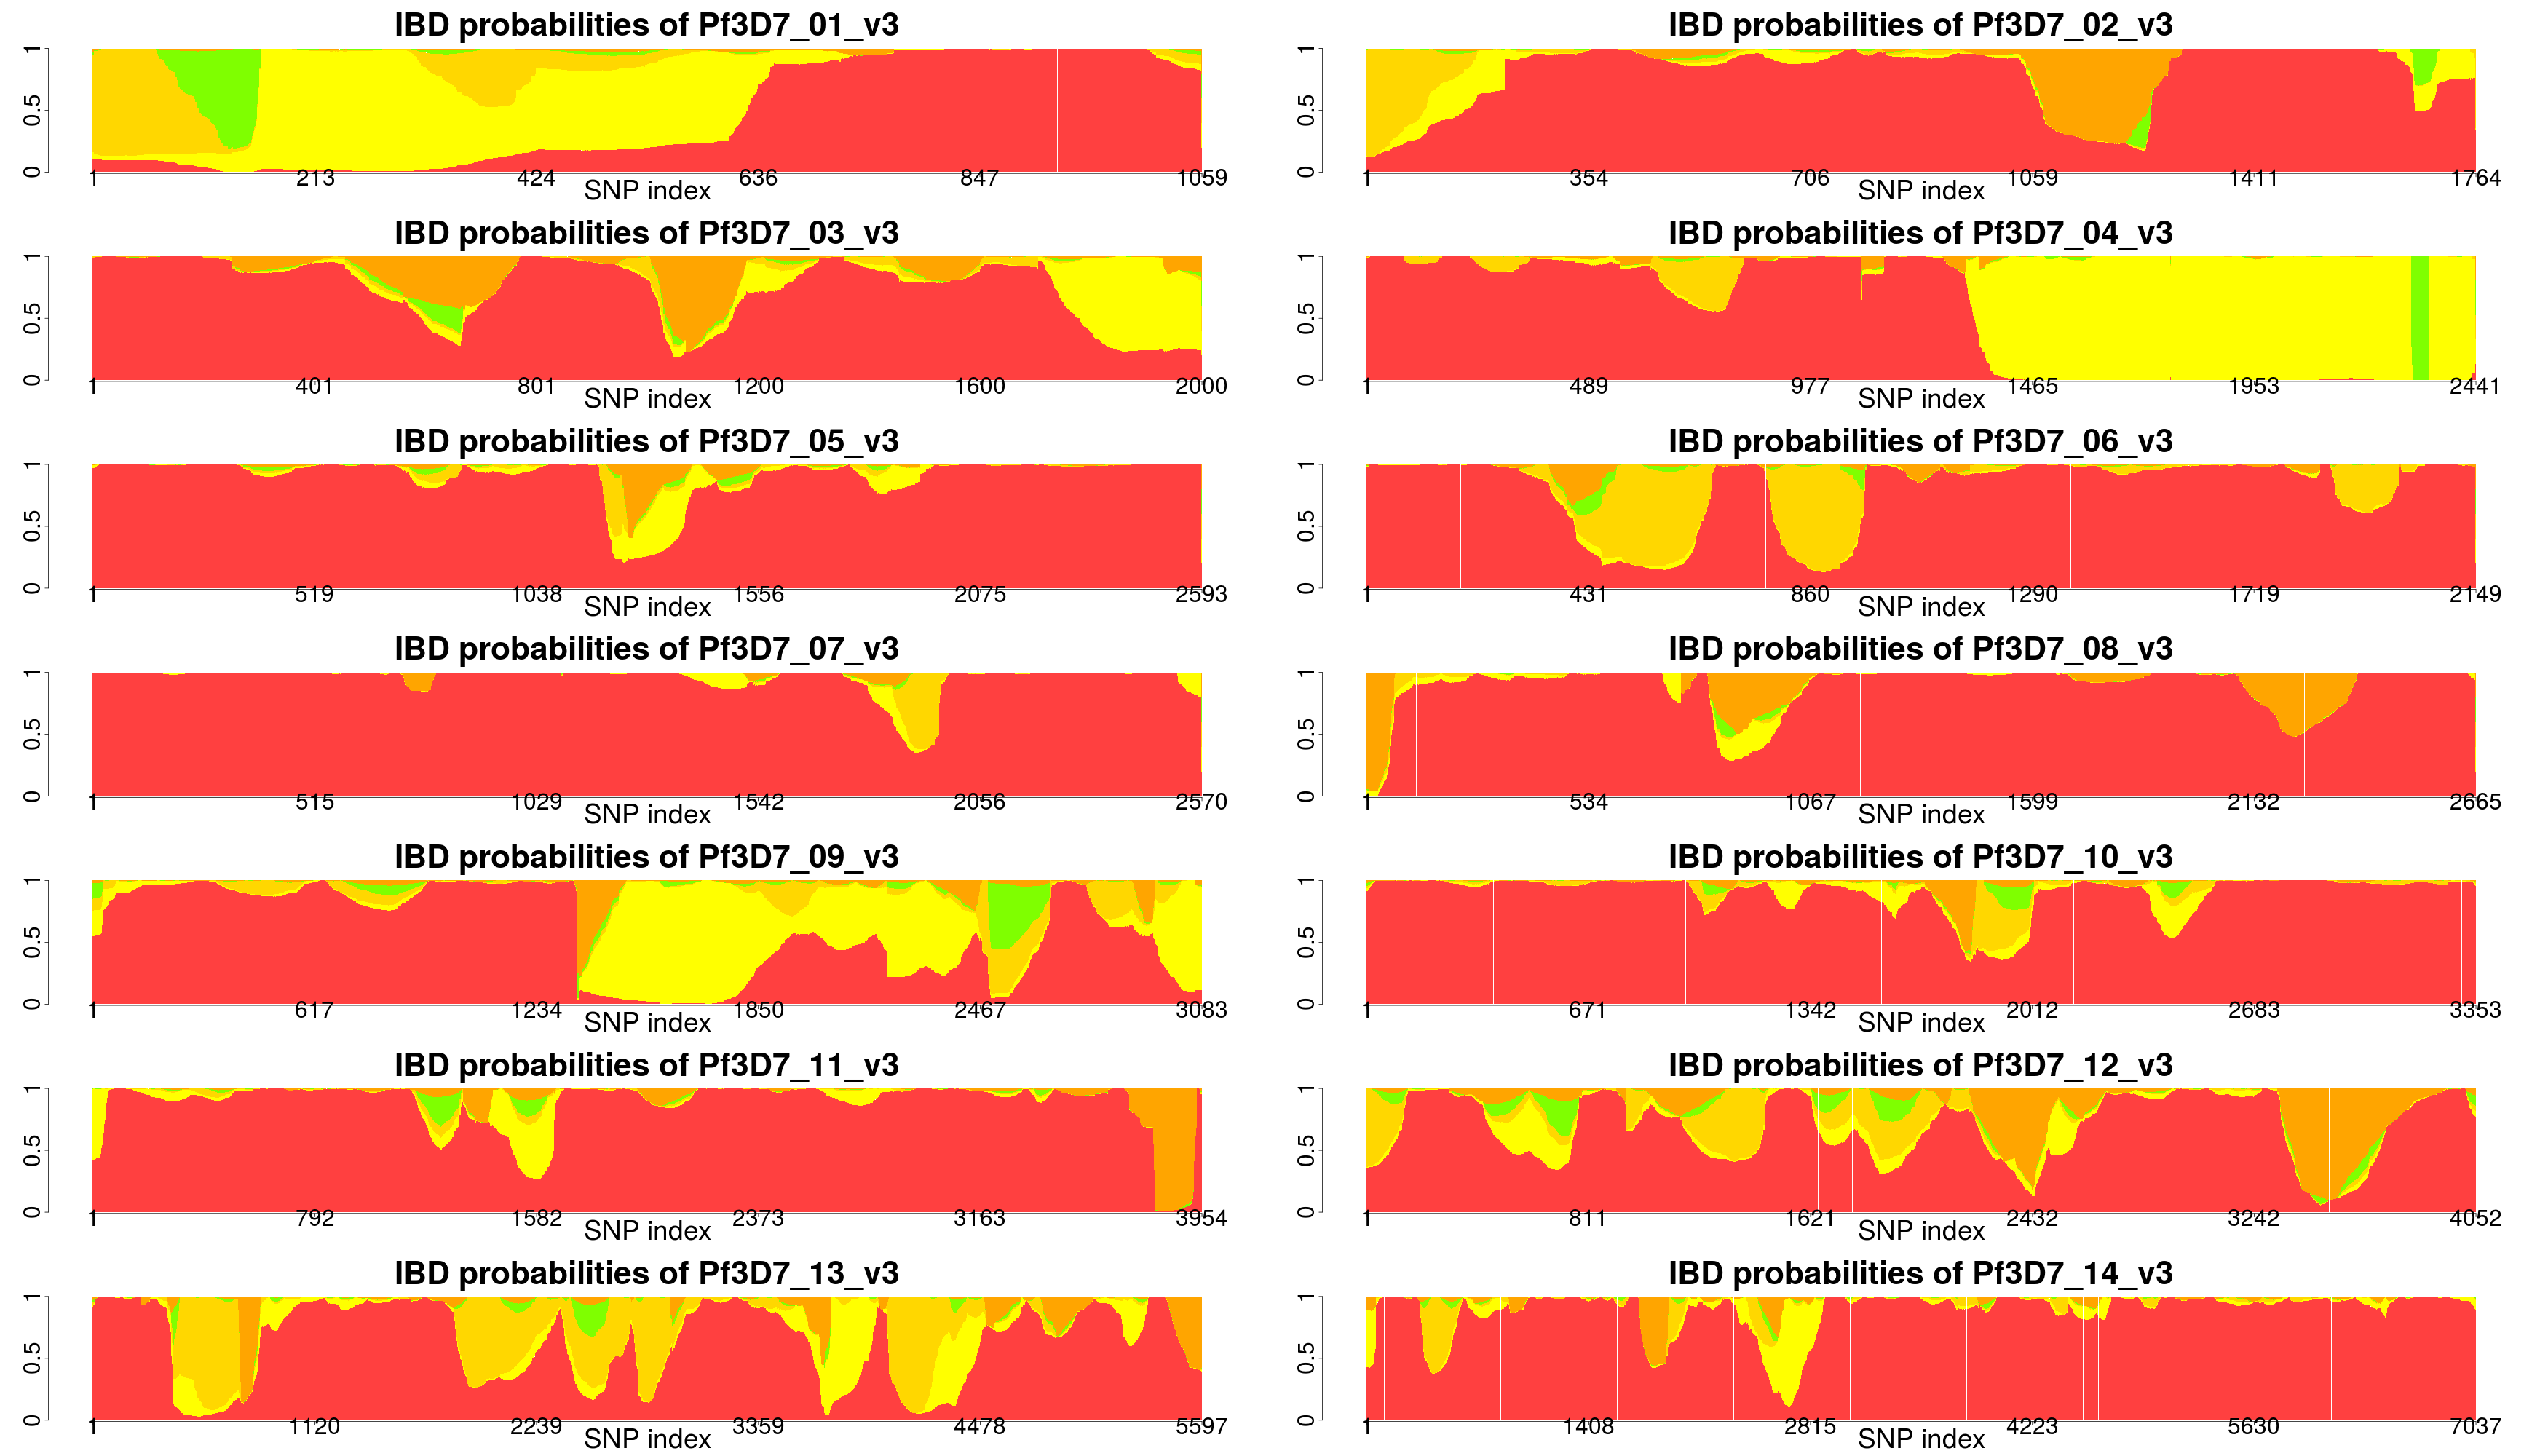 IBD probabilities of Pf3D7_01_v3
0 0.5 1
1 213 424 636 847 1059
SNP index
IBD probabilities of Pf3D7_02_v3
0 0.5 1
1 354 706 1059 1411 1764
SNP index
IBD probabilities of Pf3D7_03_v3
0 0.5 1
1 401 801 1200 1600 2000
SNP index
IBD probabilities of Pf3D7_04_v3
0 0.5 1
1 489 977 1465 1953 2441
SNP index
IBD probabilities of Pf3D7_05_v3
0 0.5 1
1 519 1038 1556 2075 2593
SNP index
IBD probabilities of Pf3D7_06_v3
0 0.5 1
1 431 860 1290 1719 2149
SNP index
IBD probabilities of Pf3D7_07_v3
0 0.5 1
1 515 1029 1542 2056 2570
SNP index
IBD probabilities of Pf3D7_08_v3
0 0.5 1
1 534 1067 1599 2132 2665
SNP index
IBD probabilities of Pf3D7_09_v3
0 0.5 1
1 617 1234 1850 2467 3083
SNP index
IBD probabilities of Pf3D7_10_v3
0 0.5 1
1 671 1342 2012 2683 3353
SNP index
IBD probabilities of Pf3D7_11_v3
0 0.5 1
1 792 1582 2373 3163 3954
SNP index
IBD probabilities of Pf3D7_12_v3
0 0.5 1
1 811 1621 2432 3242 4052
SNP index
IBD probabilities of Pf3D7_13_v3
0 0.5 1
1 1120 2239 3359 4478 5597
SNP index
IBD probabilities of Pf3D7_14_v3
0 0.5 1
1 1408 2815 4223 5630 7037
SNP index